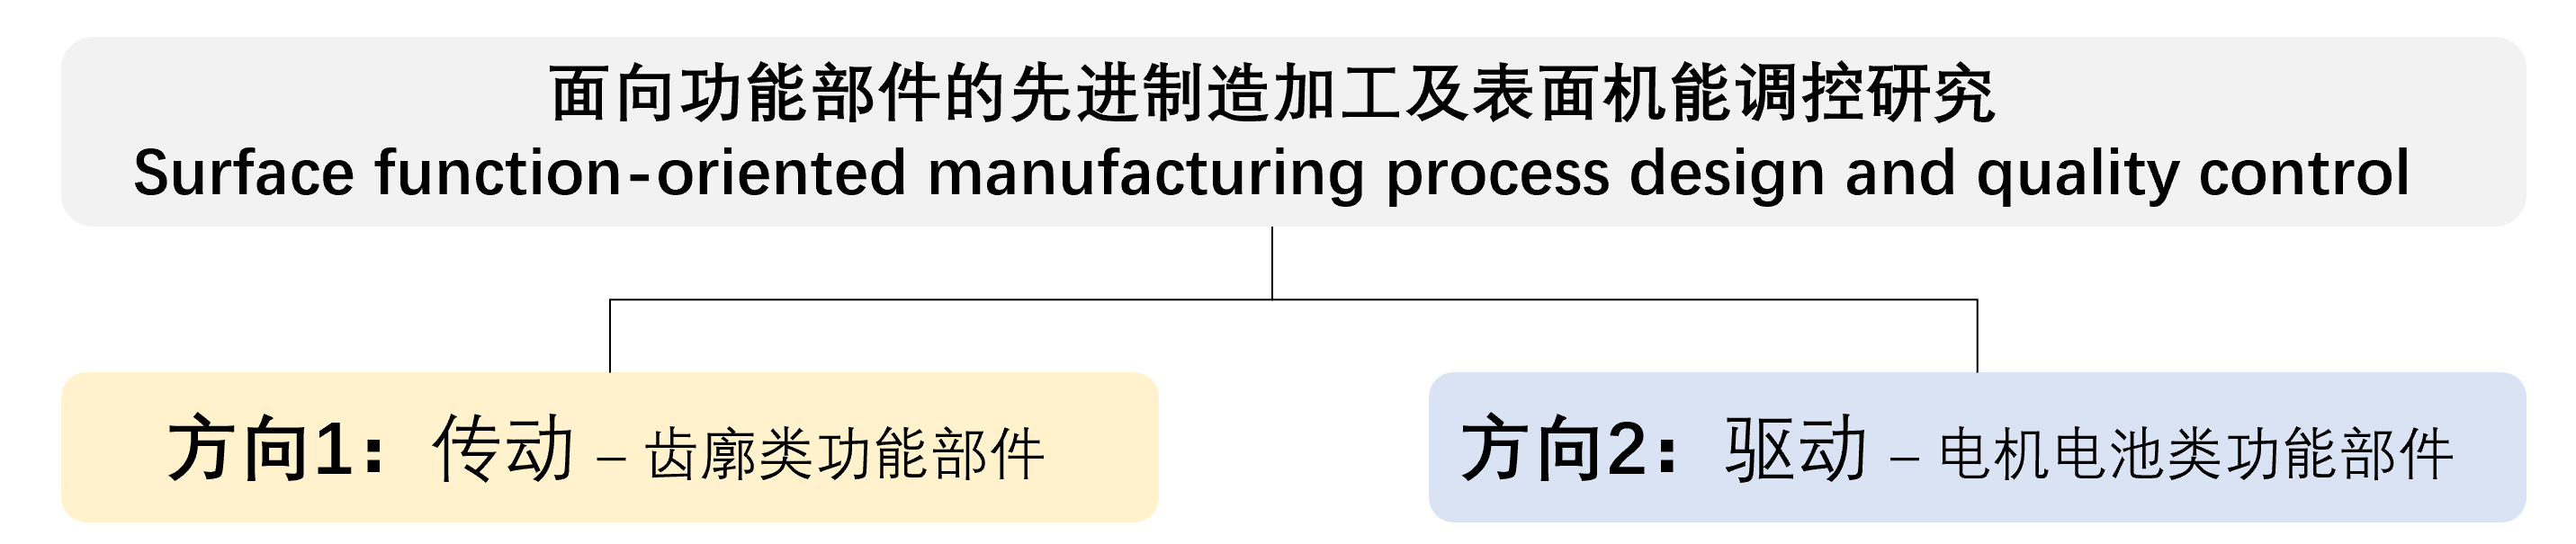 面向功能部件的先进制造加工及表面机能调控研究
Surface function-oriented manufacturing process design and quality control
方向1：传动 – 齿廓类功能部件
方向2：驱动 – 电机电池类功能部件